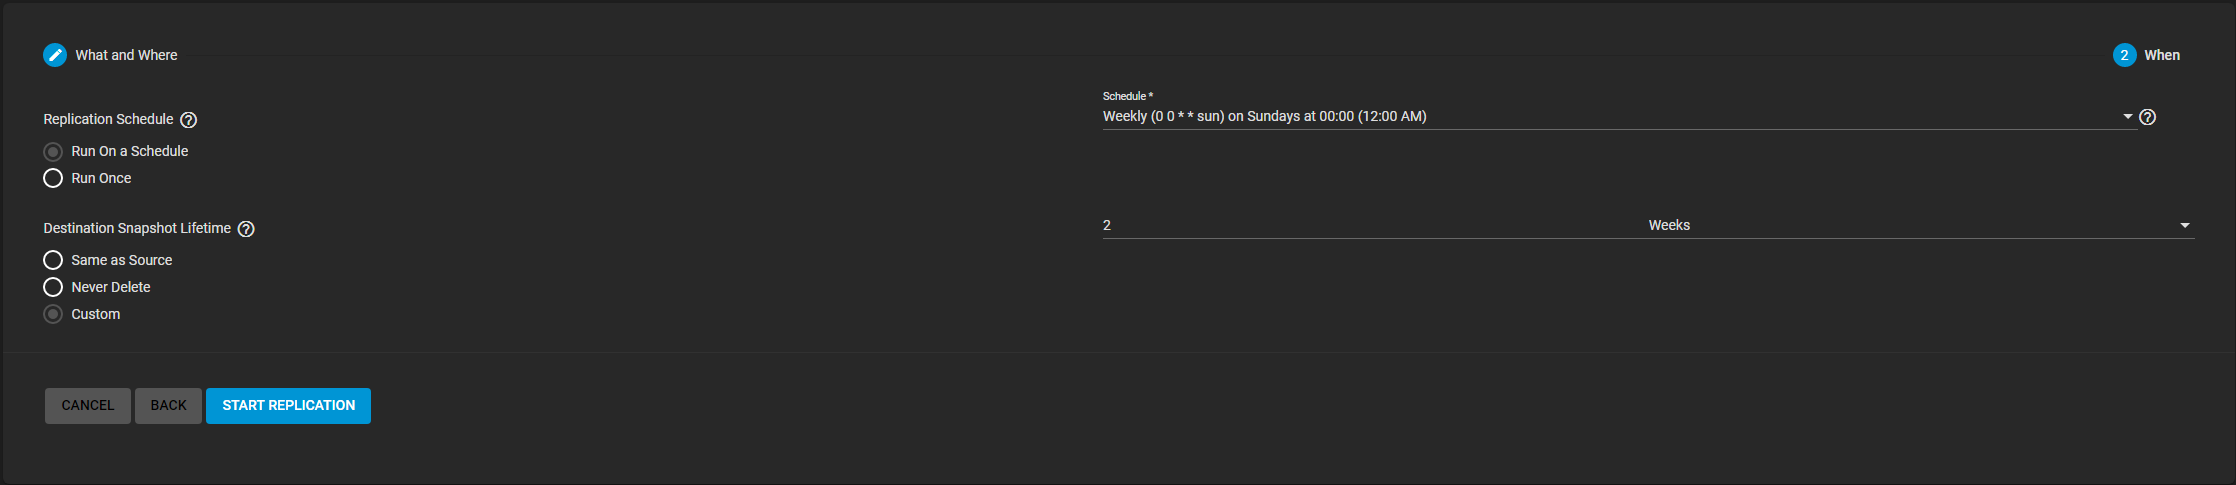 What and Where
2 When
Replication Schedule ?
Schedule *
Weekly (0 0 * * sun) on Sundays at 00:00 (12:00 AM) ?
Run On a Schedule
Run Once
Destination Snapshot Lifetime ?
2 Weeks
Same as Source
Never Delete
Custom
CANCEL BACK START REPLICATION